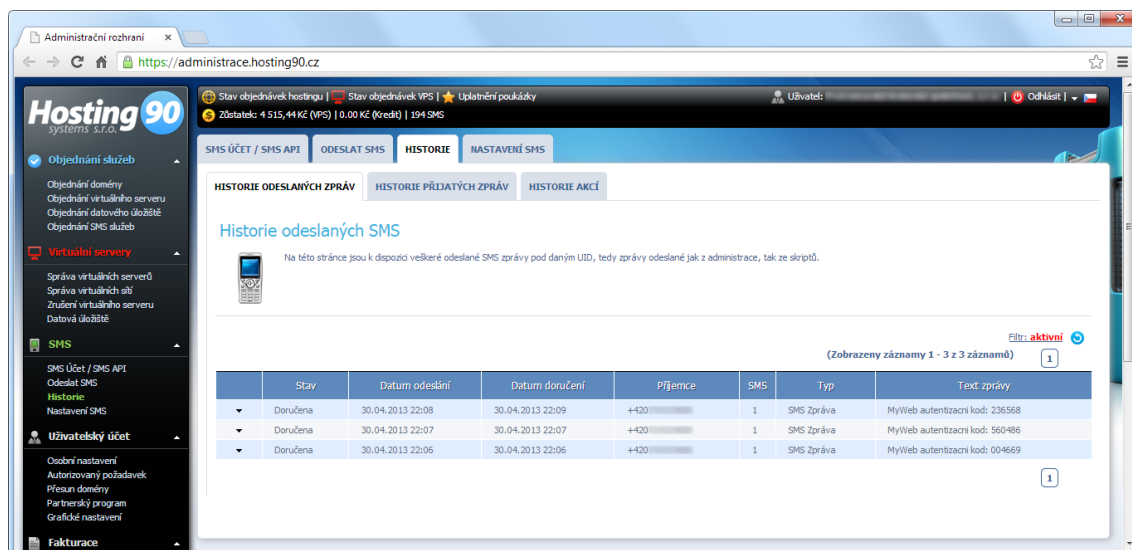 Administrační rozhraní
https://administrace.hosting90.cz
Hosting 90
systems s.r.o.
Stav objednávek hostingu | Stav objednávek VPS | Uplatnění poukázky
Uživatel: | Odhlásit |
Zůstatek: 4 515,44 Kč (VPS) | 0.00 Kč (Kredit) | 194 SMS
Objednání služeb
Objednání domény
Objednání virtuálního serveru
Objednání datového úložiště
Objednání SMS služeb
Virtuální servery
Správa virtuálních serverů
Správa virtuálních sítí
Zrušení virtuálního serveru
Datová úložiště
SMS
SMS Účet / SMS API
Odeslat SMS
Historie
Nastavení SMS
Uživatelský účet
Osobní nastavení
Autorizovaný požadavek
Přesun domény
Partnerský program
Grafické nastavení
Fakturace
SMS ÚČET / SMS API ODESLAT SMS HISTORIE NASTAVENÍ SMS
HISTORIE ODESLANÝCH ZPRÁV HISTORIE PŘIJATÝCH ZPRÁV HISTORIE AKCÍ
Historie odeslaných SMS
Na této stránce jsou k dispozici veškeré odeslané SMS zprávy pod daným UID, tedy zprávy odeslané jak z administrace, tak ze skriptů.
Filtr: aktivní
(Zobrazeny záznamy 1 - 3 z 3 záznamů) 1
Stav Datum odeslání Datum doručení Příjemce SMS Typ Text zprávy
Doručena 30.04.2013 22:08 30.04.2013 22:09 +420 1 SMS Zpráva MyWeb autentizacni kod: 236568
Doručena 30.04.2013 22:07 30.04.2013 22:07 +420 1 SMS Zpráva MyWeb autentizacni kod: 560486
Doručena 30.04.2013 22:06 30.04.2013 22:06 +420 1 SMS Zpráva MyWeb autentizacni kod: 004669
1